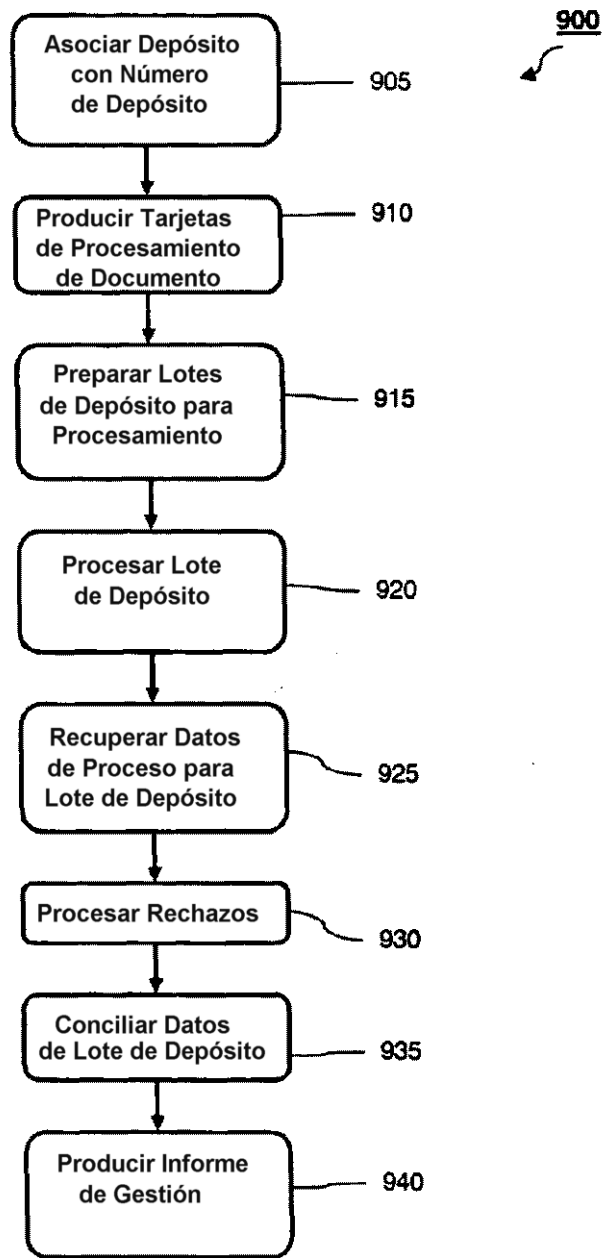 900
Asociar Depósito
con Número
de Depósito
905
Producir Tarjetas
de Procesamiento
de Documento
910
Preparar Lotes
de Depósito para
Procesamiento
915
Procesar Lote
de Depósito
920
Recuperar Datos
de Proceso para
Lote de Depósito
925
Procesar Rechazos
930
Conciliar Datos
de Lote de Depósito
935
Producir Informe
de Gestión
940